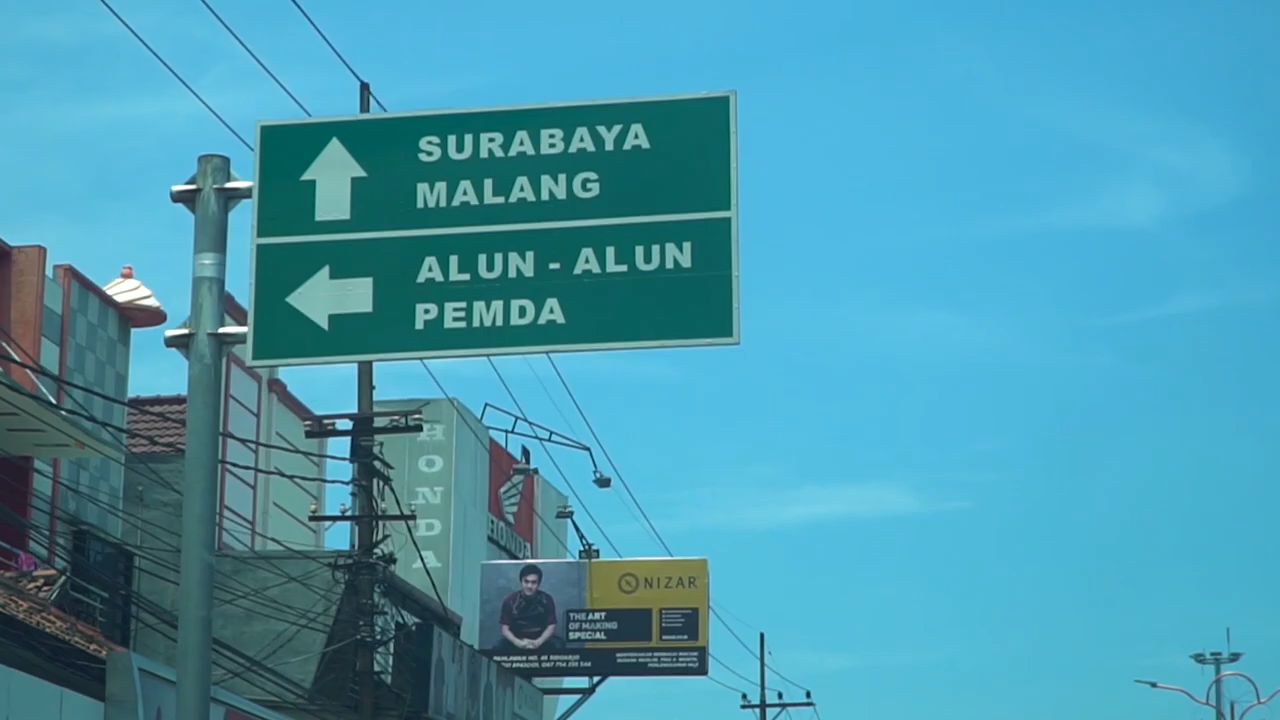 SURABAYA
MALANG
ALUN - ALUN
PEMDA
HONDA
HONDA
NIZAR
THE ART
OF MAKING
SPECIAL